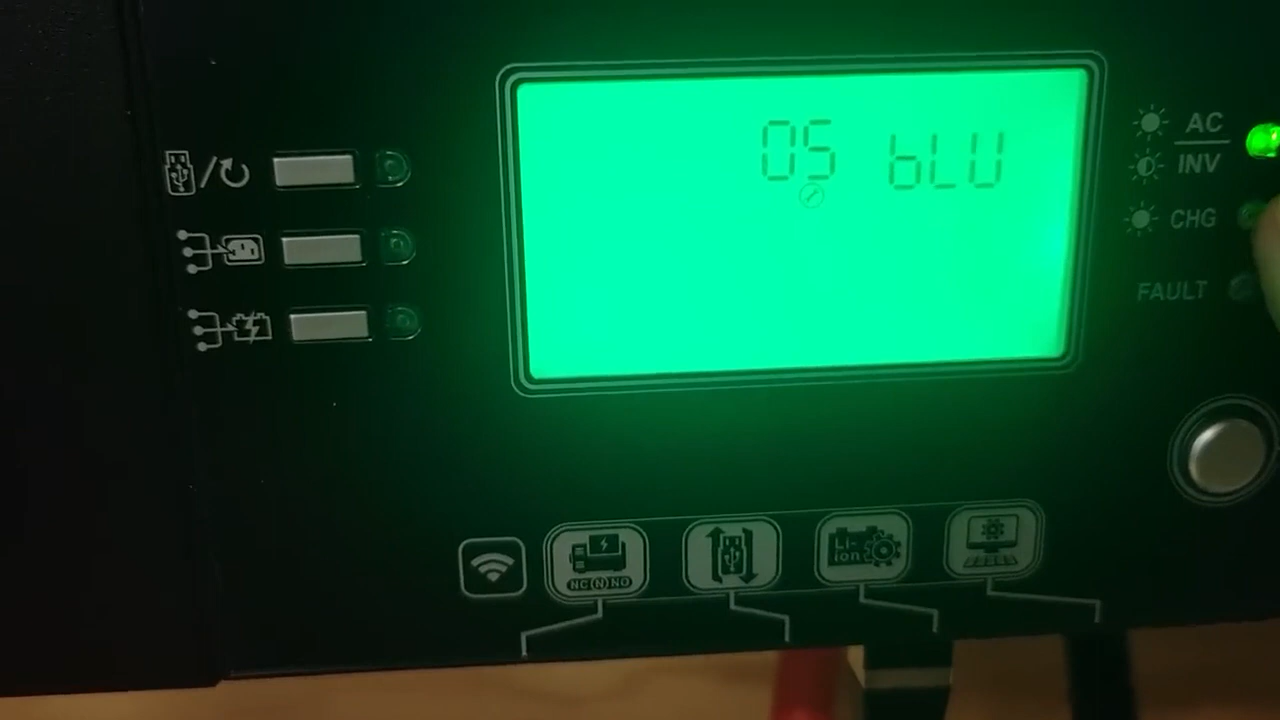 05 bLU
AC
INV
CHG
FAULT
NC(N)NO
Li-
ion